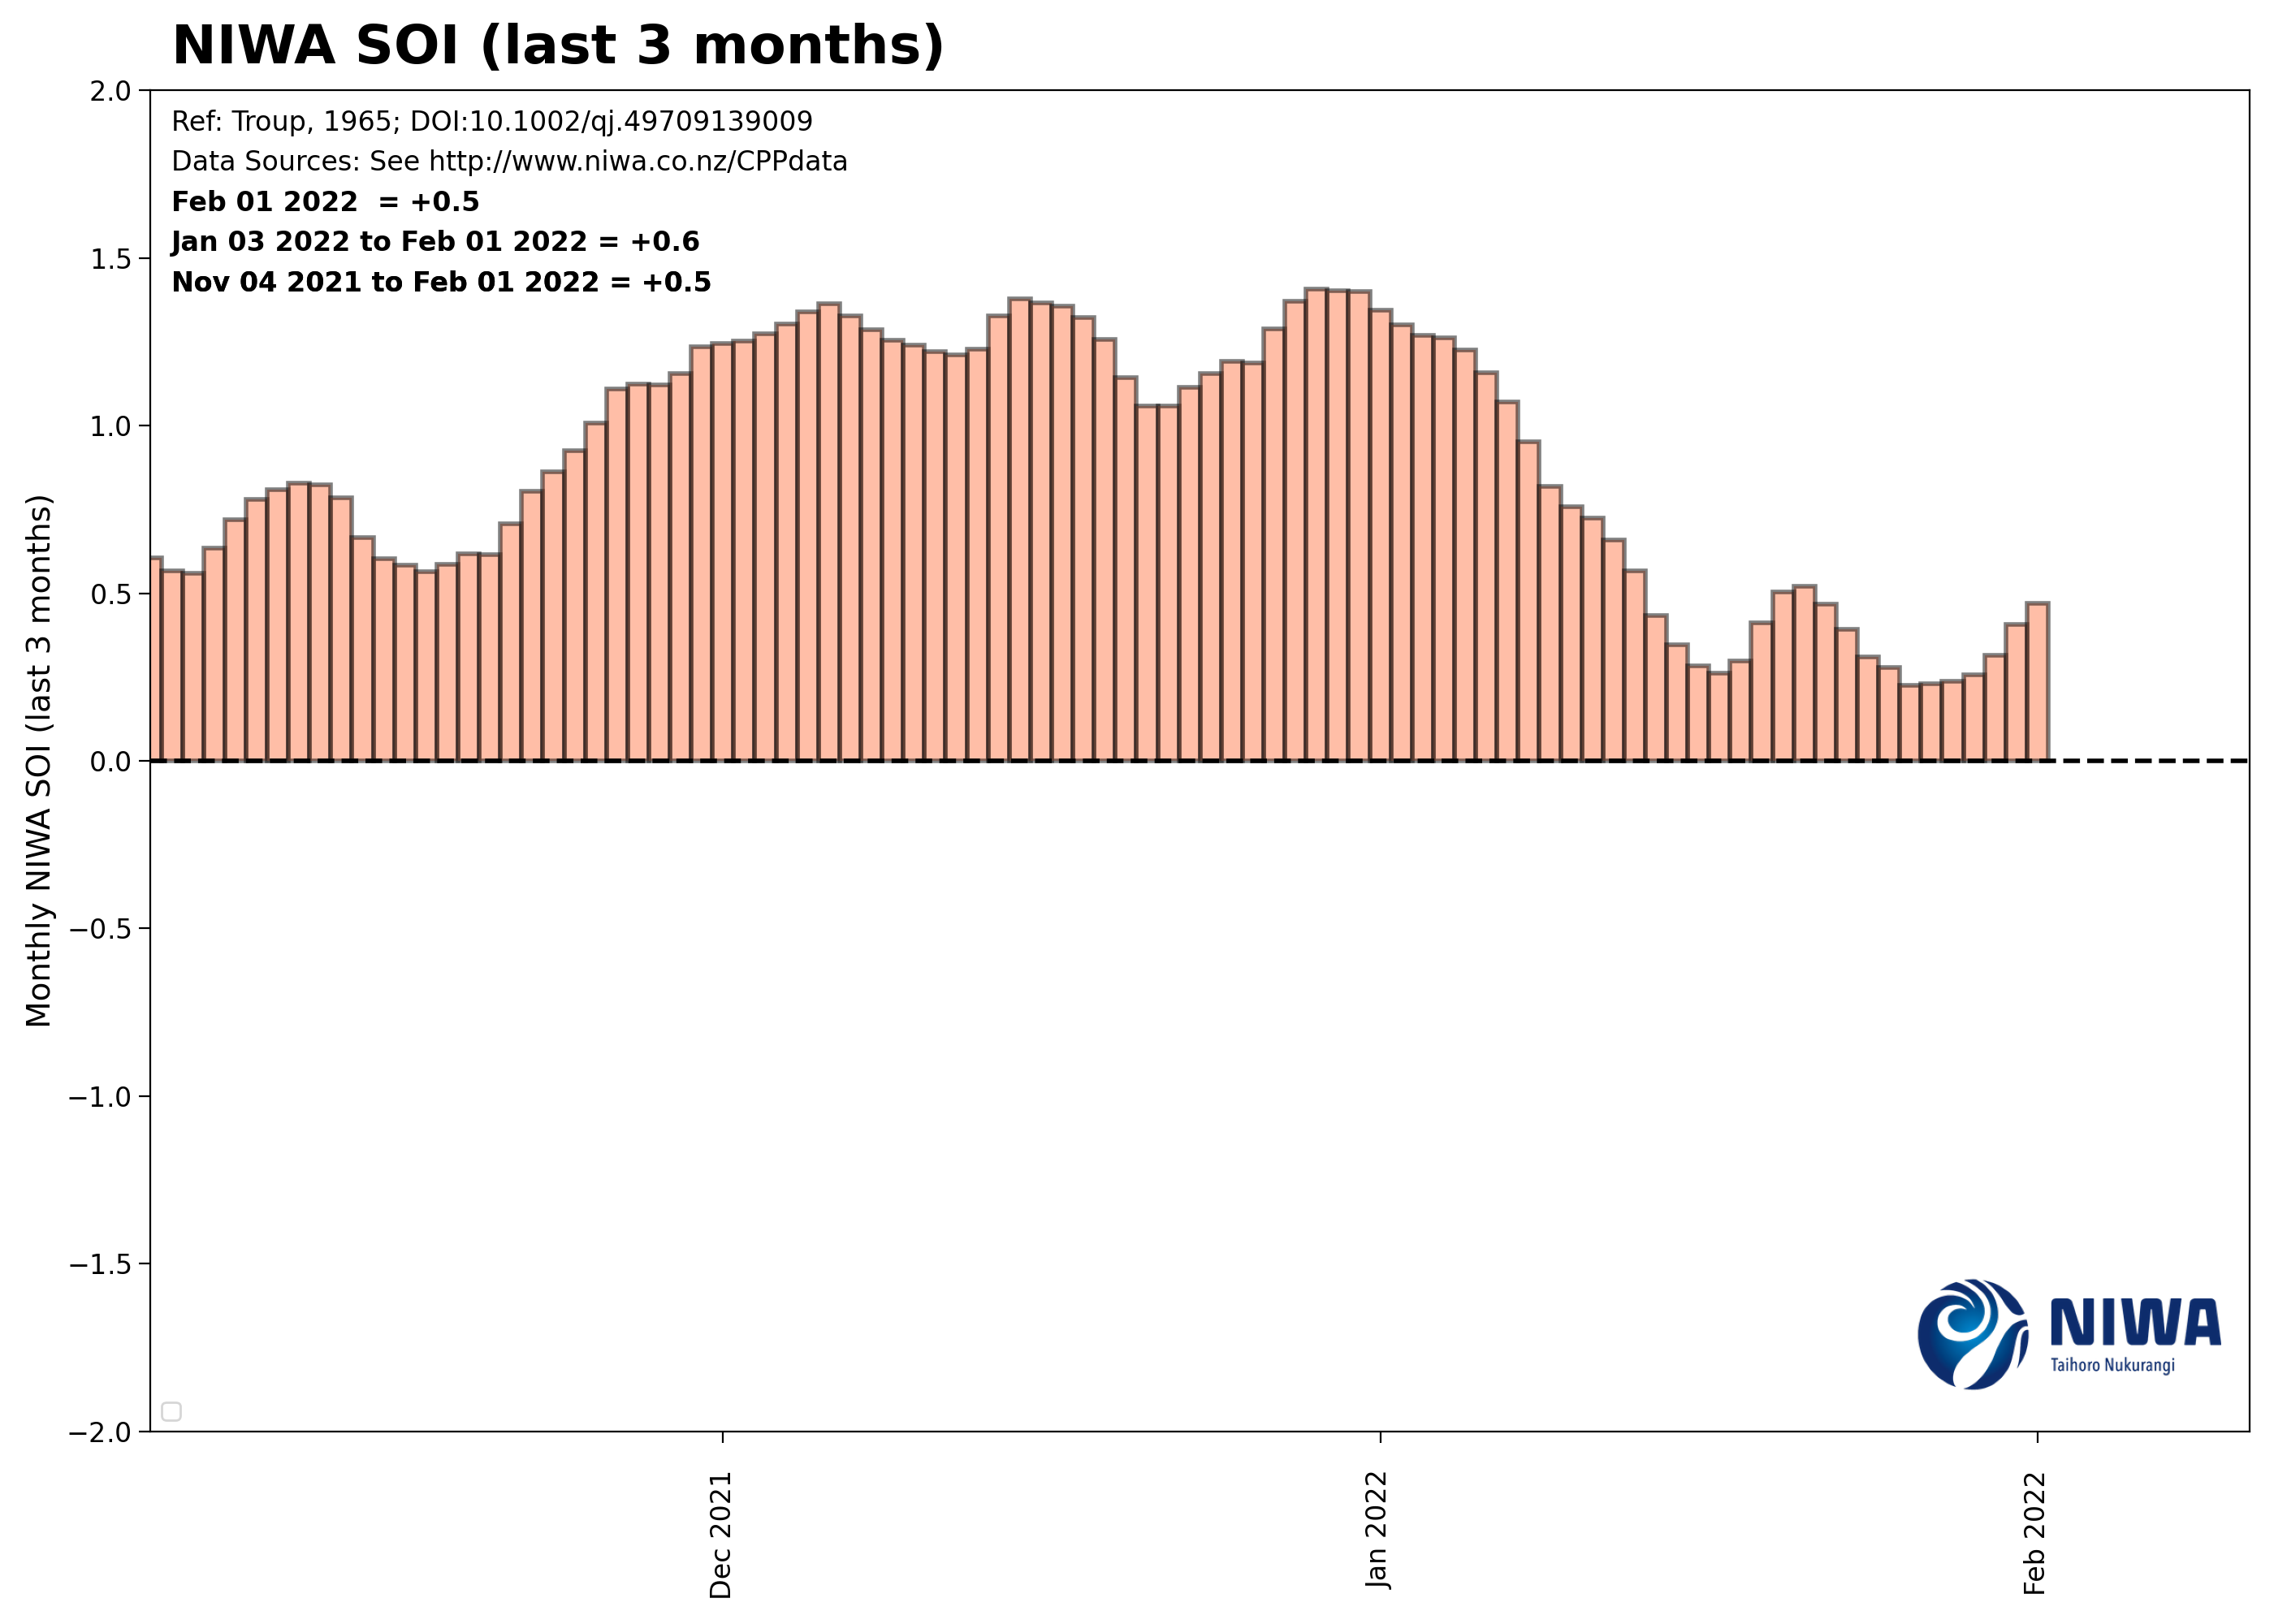 NIWA SOI (last 3 months)
Ref: Troup, 1965; DOI:10.1002/qj.49709139009
Data Sources: See http://www.niwa.co.nz/CPPdata
Feb 01 2022  = +0.5
Jan 03 2022 to Feb 01 2022 = +0.6
Nov 04 2021 to Feb 01 2022 = +0.5
Monthly NIWA SOI (last 3 months)
2.0
1.5
1.0
0.5
0.0
−0.5
−1.0
−1.5
−2.0
Dec 2021
Jan 2022
Feb 2022
NIWA
Taihoro Nukurangi